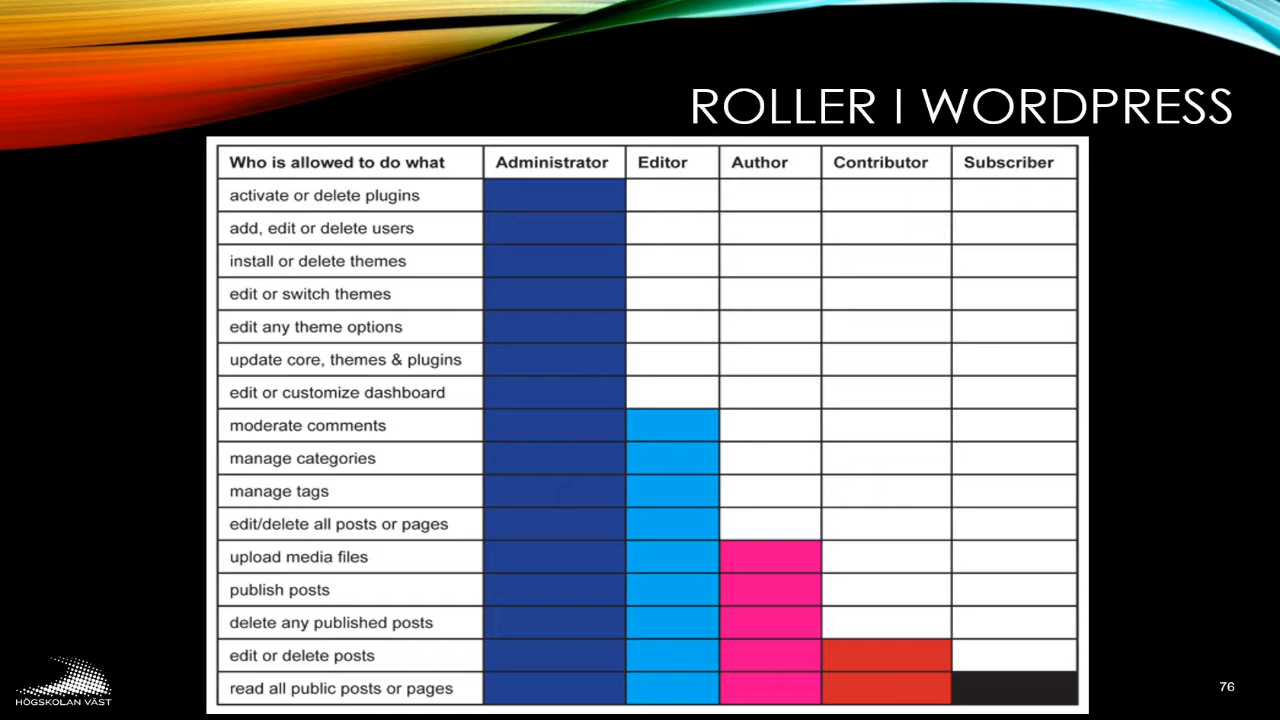 ROLLER I WORDPRESS
Who is allowed to do what Administrator Editor Author Contributor Subscriber
activate or delete plugins
add, edit or delete users
install or delete themes
edit or switch themes
edit any theme options
update core, themes & plugins
edit or customize dashboard
moderate comments
manage categories
manage tags
edit/delete all posts or pages
upload media files
publish posts
delete any published posts
edit or delete posts
read all public posts or pages
HÖGSKOLAN VÄST
76